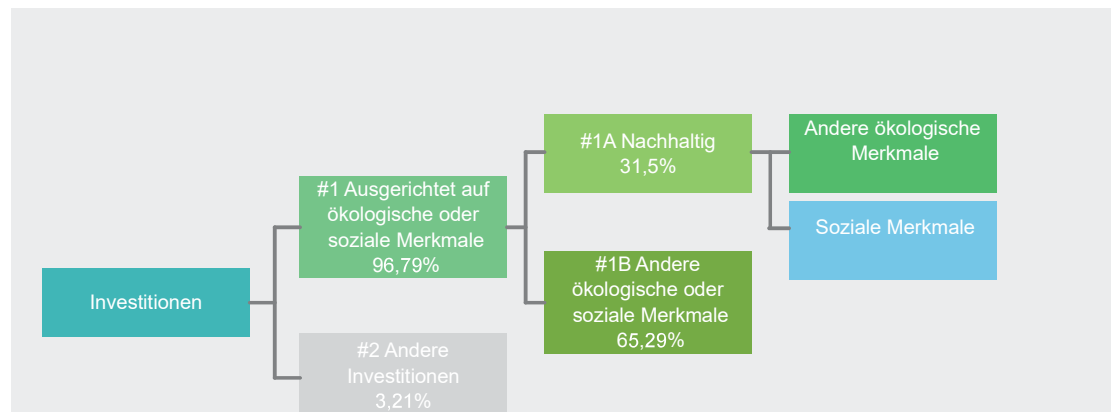 Investitionen
#1 Ausgerichtet auf
ökologische oder
soziale Merkmale
96,79%
#2 Andere
Investitionen
3,21%
#1A Nachhaltig
31,5%
#1B Andere
ökologische oder
soziale Merkmale
65,29%
Andere ökologische
Merkmale
Soziale Merkmale